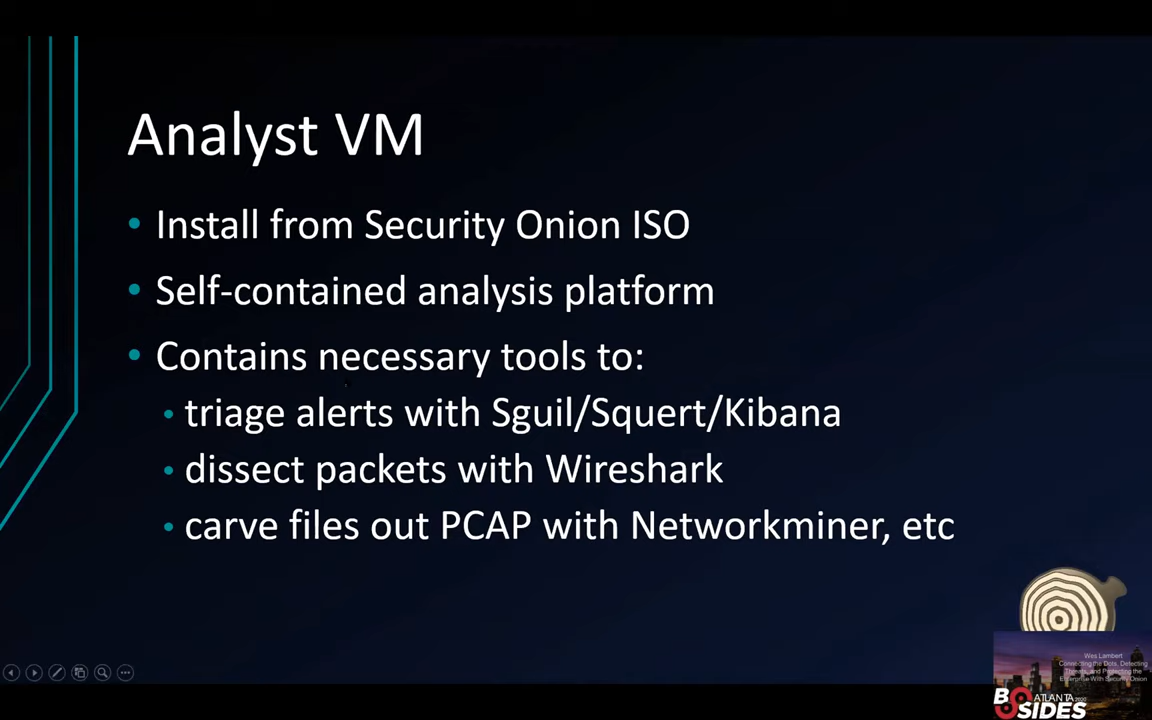 Analyst VM
• Install from Security Onion ISO
• Self-contained analysis platform
• Contains necessary tools to:
• triage alerts with Sguil/Squert/Kibana
• dissect packets with Wireshark
• carve files out PCAP with Networkminer, etc
Wes Lambert
Connecting the Dots, Detecting
Threats, and Protecting the
Enterprise With Security Onion
BSIDES
ATLANTA 2020